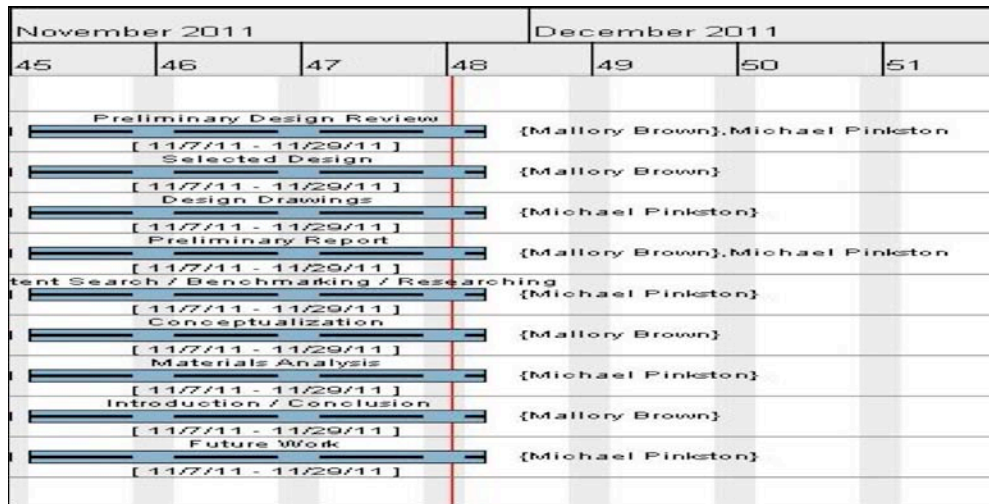 November 2011 December 2011
45 46 47 48 49 50 51
Preliminary Design Review
{Mallory Brown},Michael Pinkston
[ 11/7/11 - 11/29/11 ]
Selected Design
{Mallory Brown}
[ 11/7/11 - 11/29/11 ]
Design Drawings
{Michael Pinkston}
[ 11/7/11 - 11/29/11 ]
Preliminary Report
{Mallory Brown},Michael Pinkston
[ 11/7/11 - 11/29/11 ]
tent Search / Benchmarking / Researching
{Michael Pinkston}
[ 11/7/11 - 11/29/11 ]
Conceptualization
{Mallory Brown}
[ 11/7/11 - 11/29/11 ]
Materials Analysis
{Michael Pinkston}
[ 11/7/11 - 11/29/11 ]
Introduction / Conclusion
{Mallory Brown}
[ 11/7/11 - 11/29/11 ]
Future Work
{Michael Pinkston}
[ 11/7/11 - 11/29/11 ]